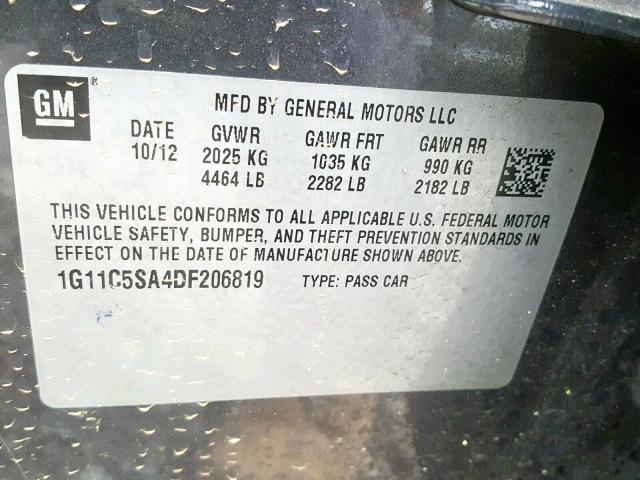 GM®
MFD BY GENERAL MOTORS LLC
DATE GVWR GAWR FRT GAWR RR
10/12 2025 KG 1035 KG 990 KG
4464 LB 2282 LB 2182 LB
THIS VEHICLE CONFORMS TO ALL APPLICABLE U.S. FEDERAL MOTOR
VEHICLE SAFETY, BUMPER, AND THEFT PREVENTION STANDARDS IN
EFFECT ON THE DATE OF MANUFACTURE SHOWN ABOVE.
1G11C5SA4DF206819 TYPE: PASS CAR